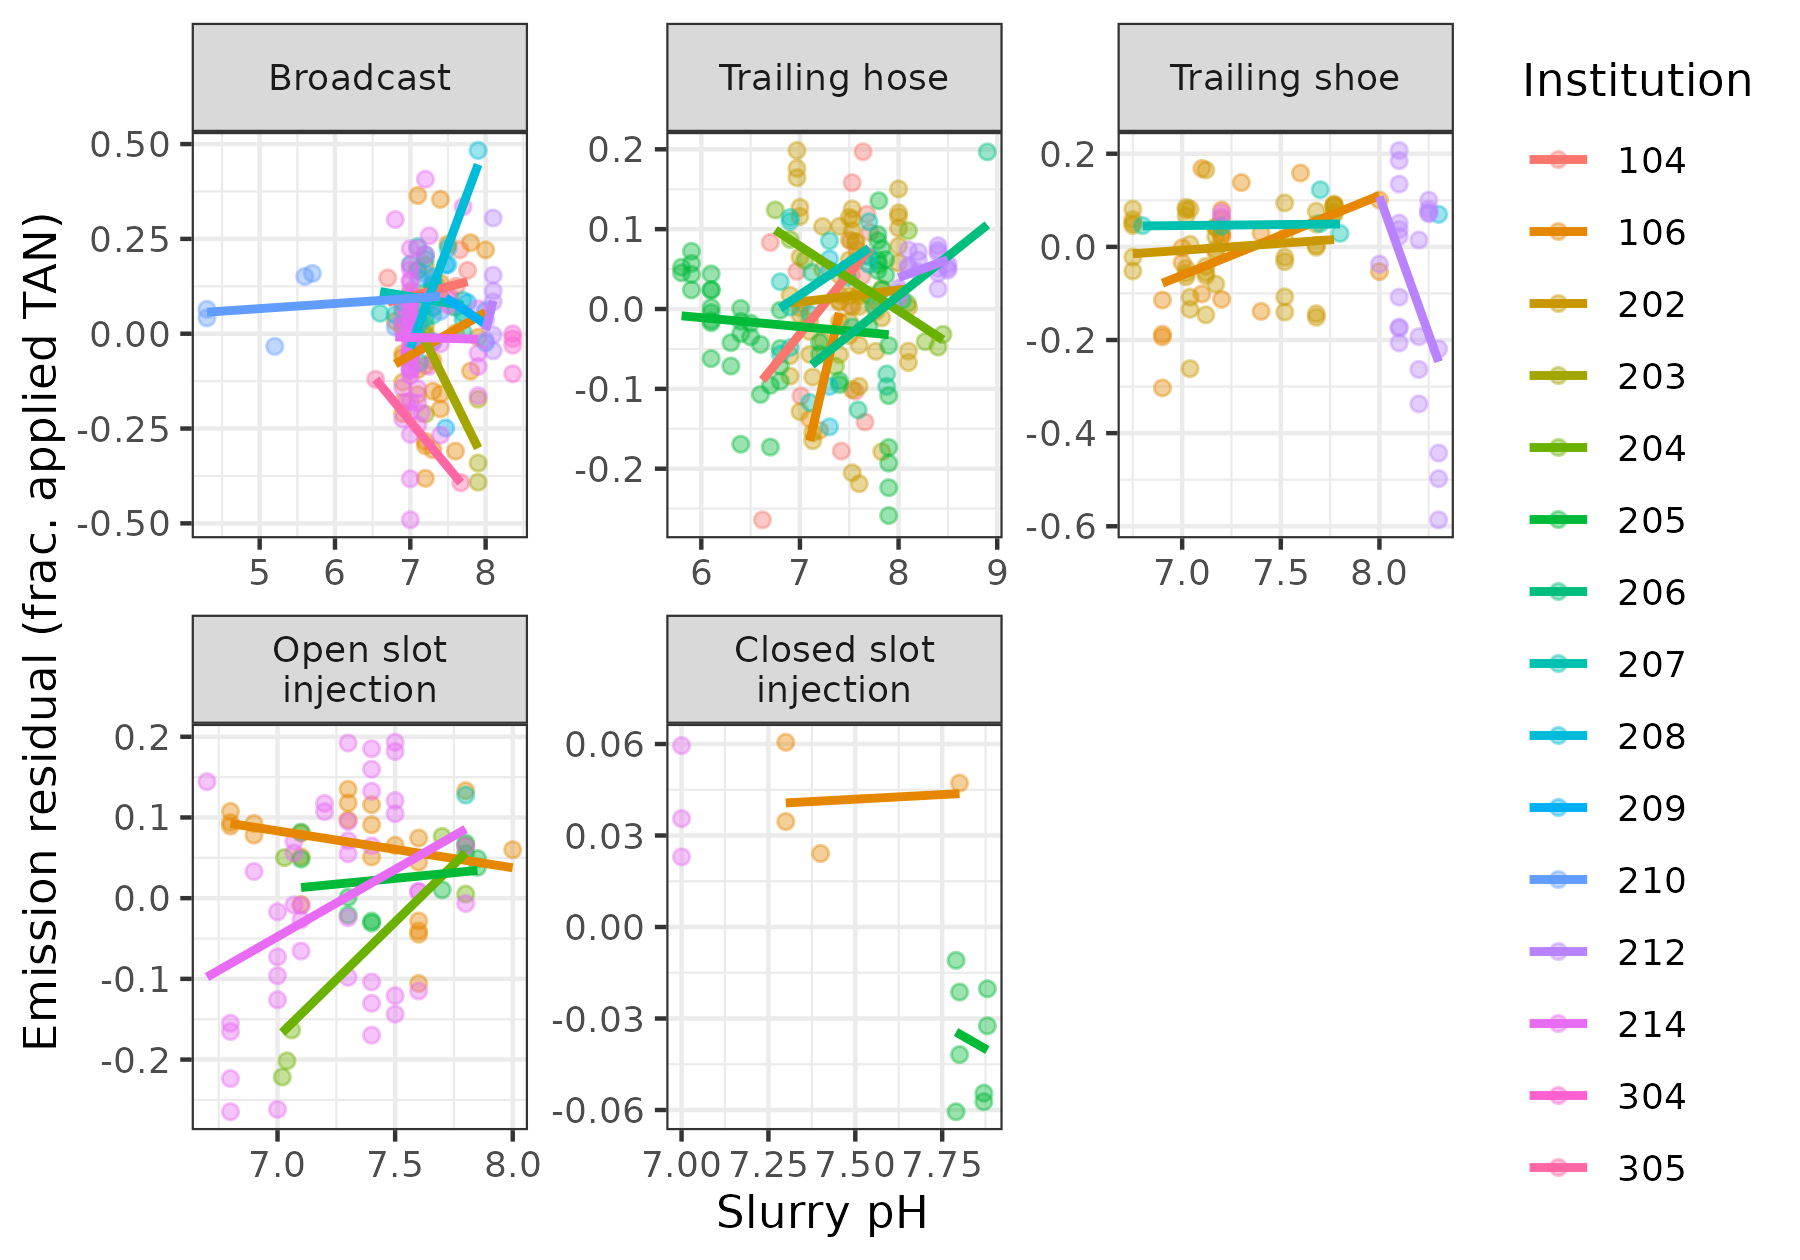 Broadcast
Trailing hose
Trailing shoe
Institution
104
106
202
203
204
205
206
207
208
209
210
212
214
304
305
Emission residual (frac. applied TAN)
0.50
0.25
0.00
-0.25
-0.50
5 6 7 8
0.2
0.1
0.0
-0.1
-0.2
6 7 8 9
0.2
0.0
-0.2
-0.4
-0.6
7.0 7.5 8.0
Open slot
injection
Closed slot
injection
0.2
0.1
0.0
-0.1
-0.2
7.0 7.5 8.0
0.06
0.03
0.00
-0.03
-0.06
7.00 7.25 7.50 7.75
Slurry pH